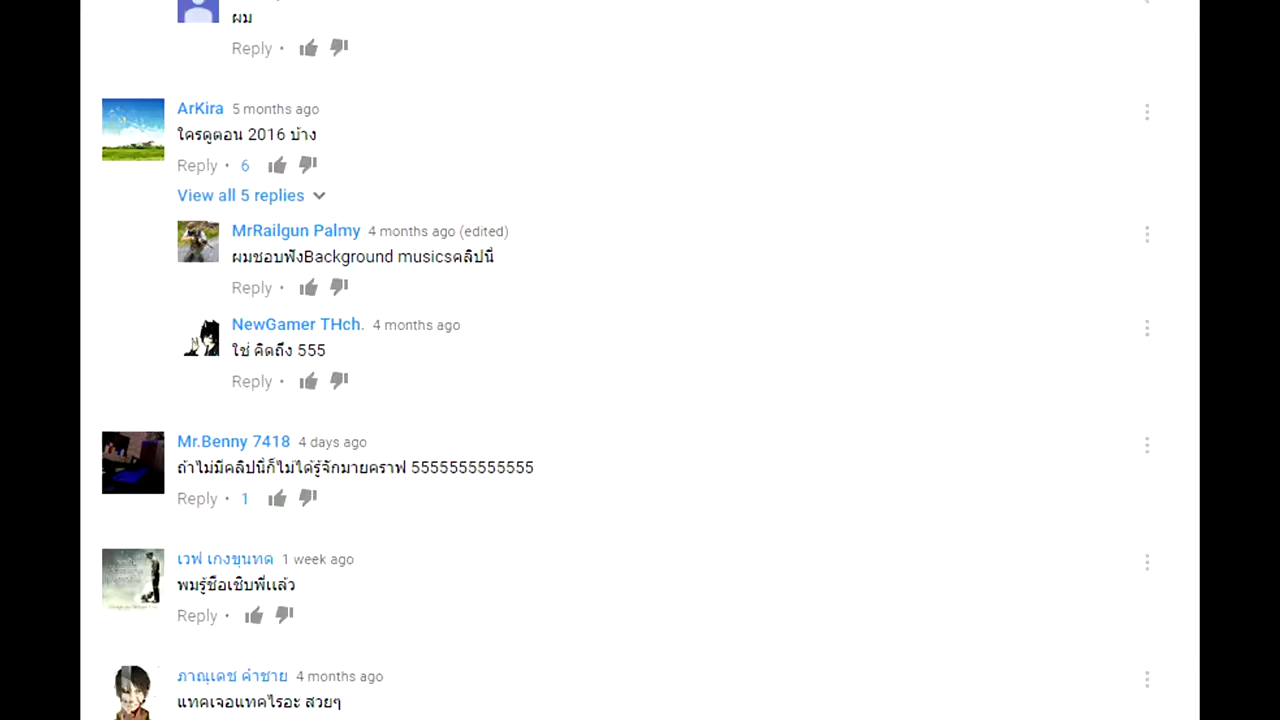 ผม
Reply •
ArKira 5 months ago
ใครดูตอน 2016 บ้าง
Reply • 6
View all 5 replies
MrRailgun Palmy 4 months ago (edited)
ผมชอบฟังBackground musicsคลิปนี้
Reply •
NewGamer THch. 4 months ago
ใช่ คิดถึง 555
Reply •
Mr.Benny 7418 4 days ago
ถ้าไม่มีคลิปนี้ก็ไม่ได้รู้จักมายคราฟ 5555555555555
Reply • 1
เวฟ เกงขุนทด 1 week ago
พมรู้ชือเซิบพี่แล้ว
Reply •
ภาณุเดช คำชาย 4 months ago
แทคเจอแทคไรอะ สวยๆ